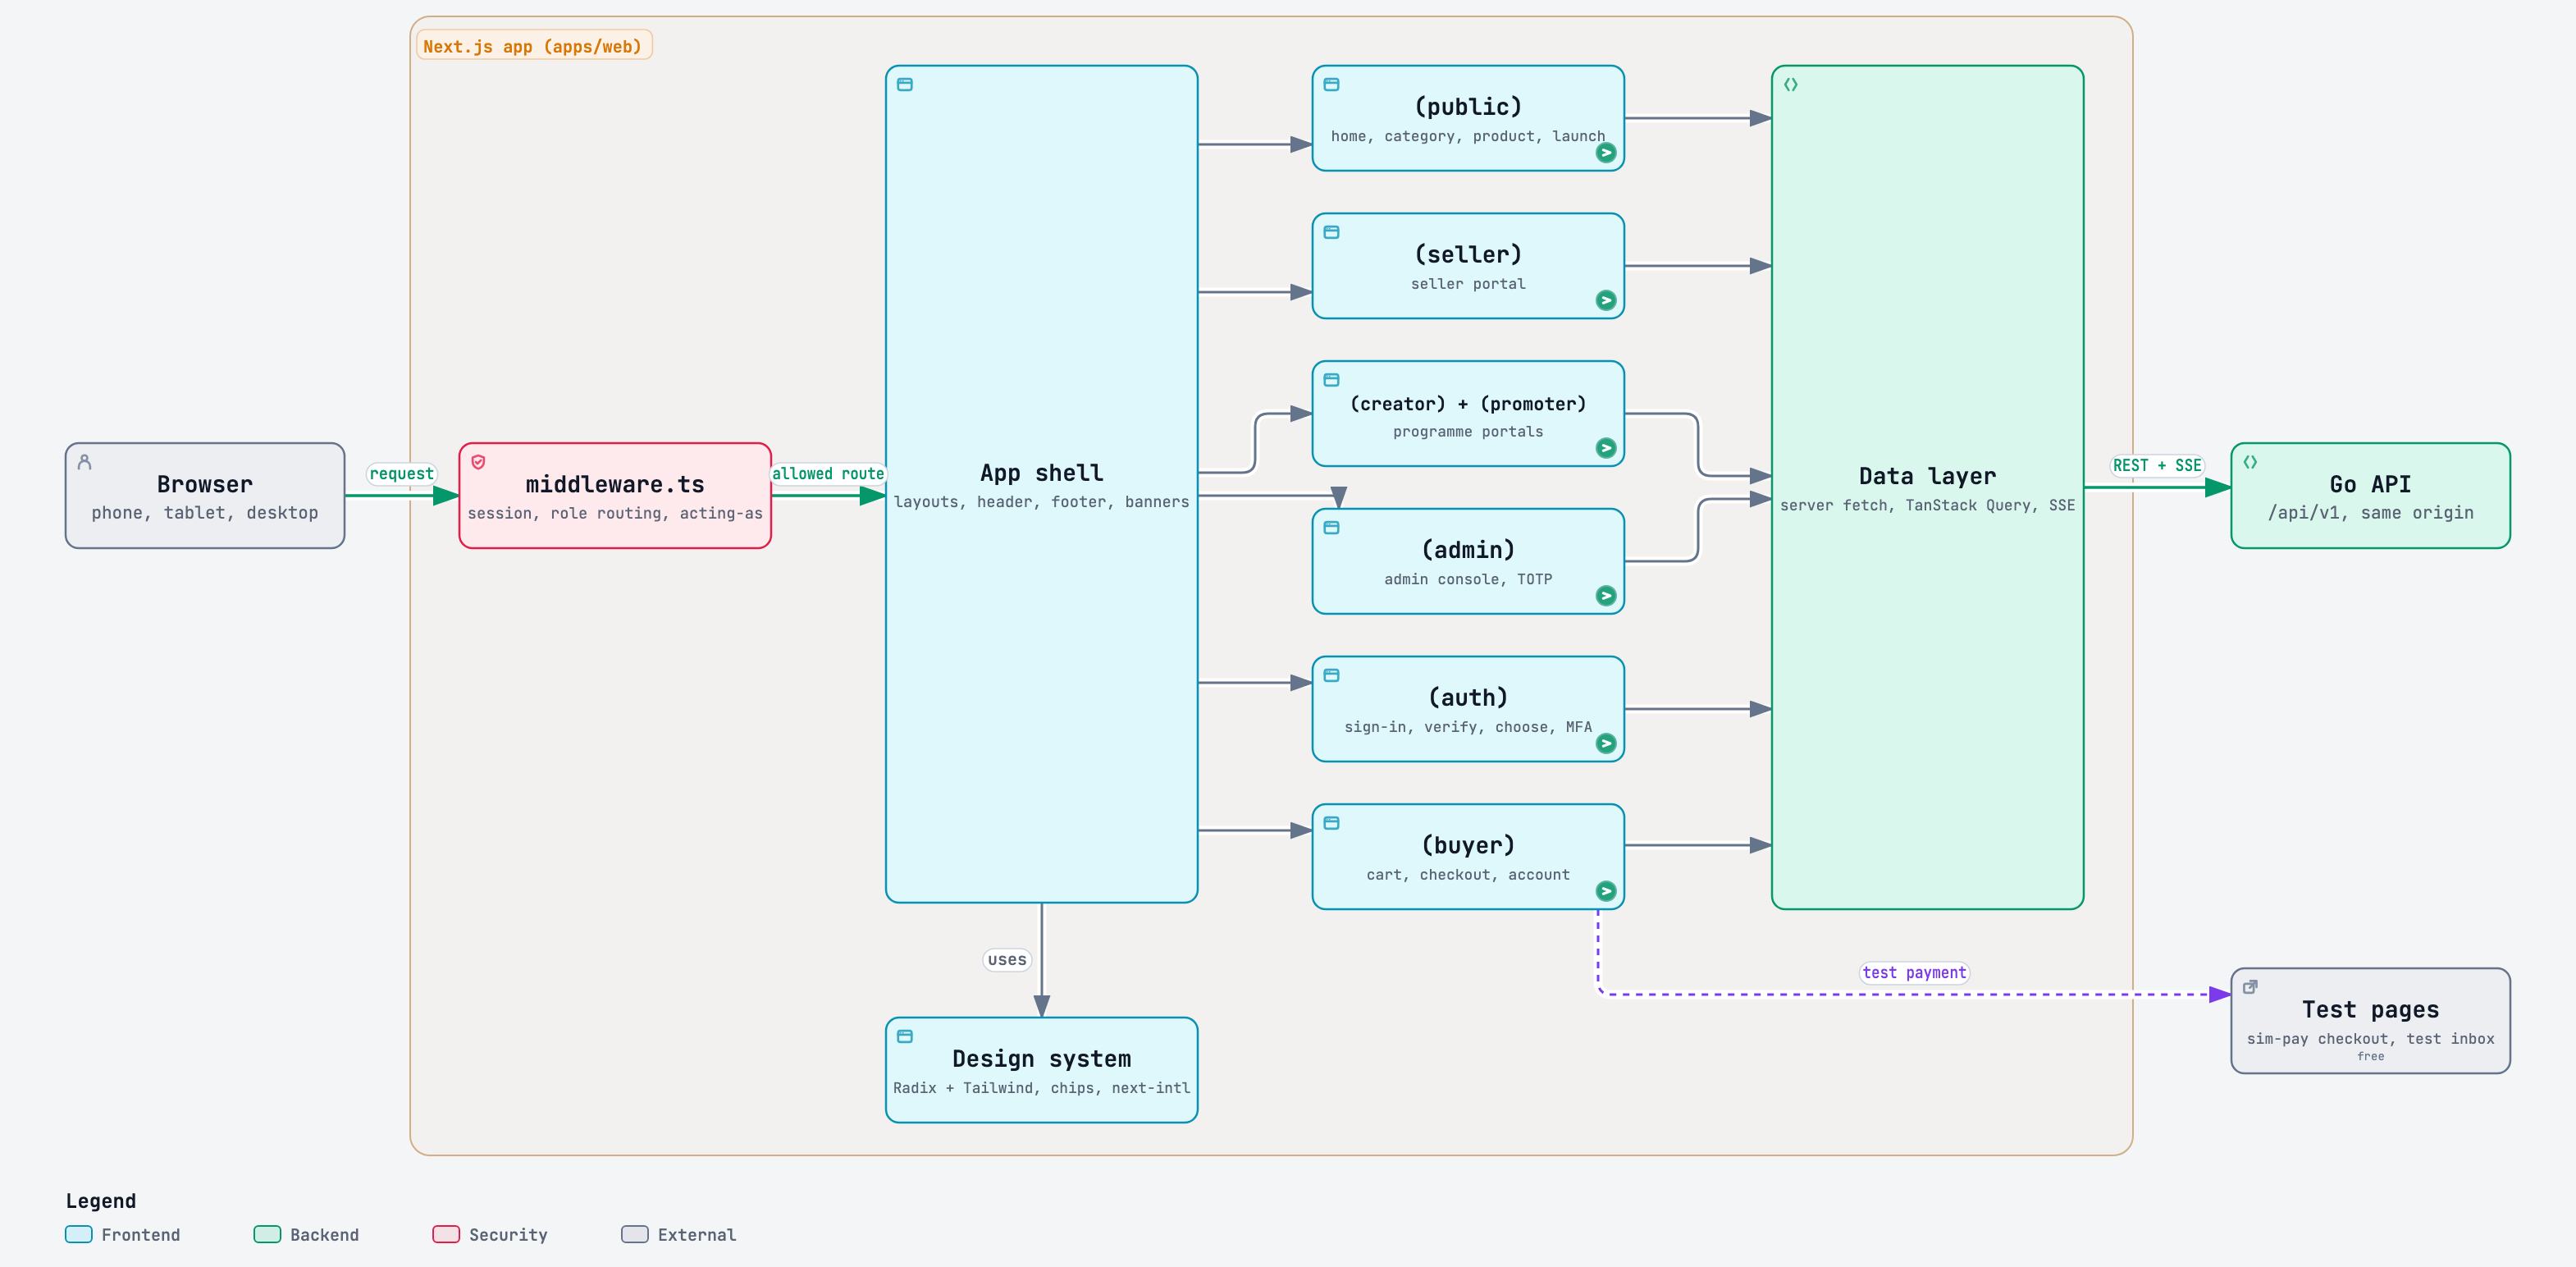 Next.js app (apps/web)
Browser
phone, tablet, desktop
request
middleware.ts
session, role routing, acting-as
allowed route
App shell
layouts, header, footer, banners
(public)
home, category, product, launch
(seller)
seller portal
(creator) + (promoter)
programme portals
(admin)
admin console, TOTP
(auth)
sign-in, verify, choose, MFA
(buyer)
cart, checkout, account
Data layer
server fetch, TanStack Query, SSE
REST + SSE
Go API
/api/v1, same origin
uses
Design system
Radix + Tailwind, chips, next-intl
test payment
Test pages
sim-pay checkout, test inbox
free
Legend
Frontend
Backend
Security
External